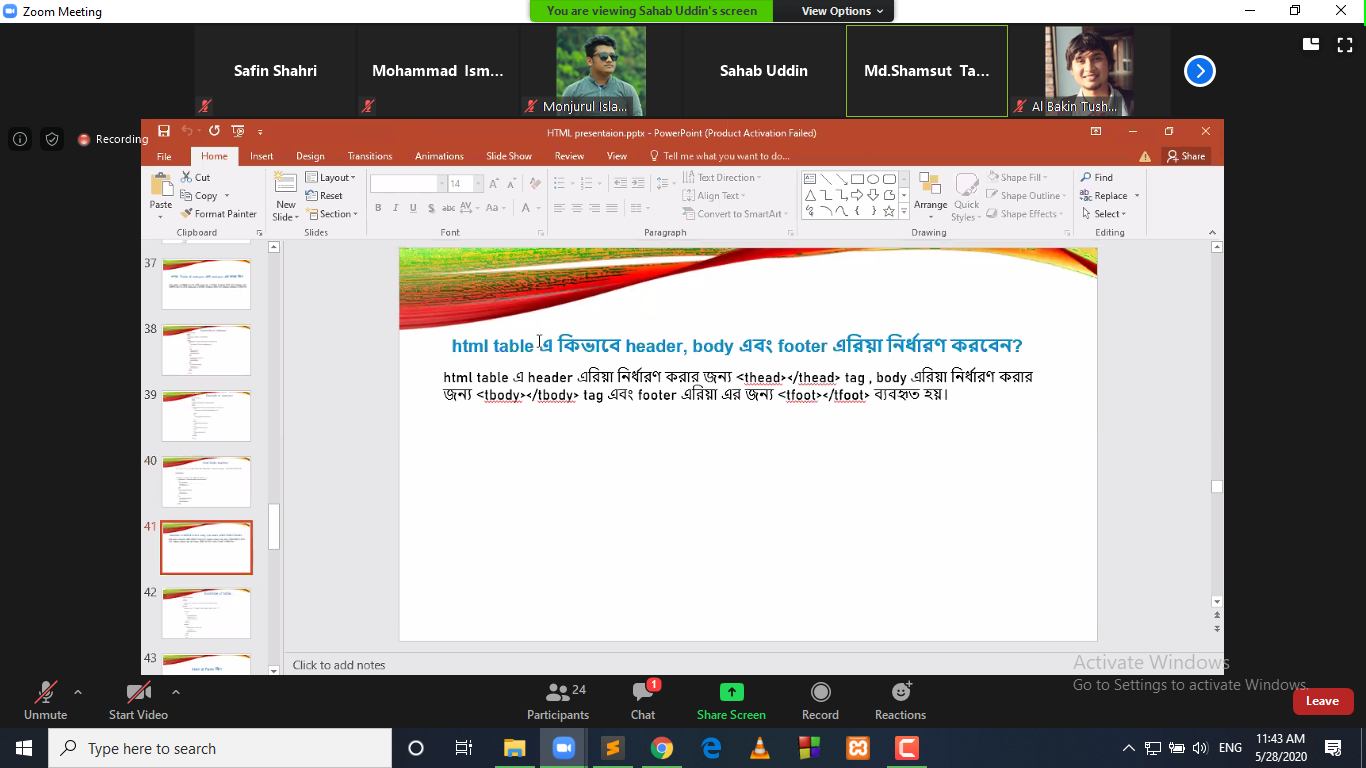 Zoom Meeting
You are viewing Sahab Uddin's screen
View Options
Safin Shahri
Mohammad Ism...
Monjurul Isla...
Sahab Uddin
Md.Shamsut Ta...
Al Bakin Tush...
Recording
HTML presentaion.pptx - PowerPoint (Product Activation Failed)
File Home Insert Design Transitions Animations Slide Show Review View Tell me what you want to do... Share
Paste
Cut
Copy
Format Painter
Clipboard
New
Slide
Layout
Reset
Section
Slides
14
B I U S abc AV Aa A
Font
Text Direction
Align Text
Convert to SmartArt
Paragraph
Arrange
Quick
Styles
Shape Fill
Shape Outline
Shape Effects
Drawing
Find
Replace
Select
Editing
37
38
39
40
41
42
43
html table এ কিভাবে header, body এবং footer এরিয়া নির্ধারণ করবেন?
html table এ header এরিয়া নির্ধারণ করার জন্য <thead></thead> tag , body এরিয়া নির্ধারণ করার
জন্য <tbody></tbody> tag এবং footer এরিয়া এর জন্য <tfoot></tfoot> ব্যবহৃত হয়।
Click to add notes
Activate Windows
Go to Settings to activate Windows.
Unmute
Start Video
24
Participants
1
Chat
Share Screen
Record
Reactions
Leave
Type here to search
ENG
11:43 AM
5/28/2020